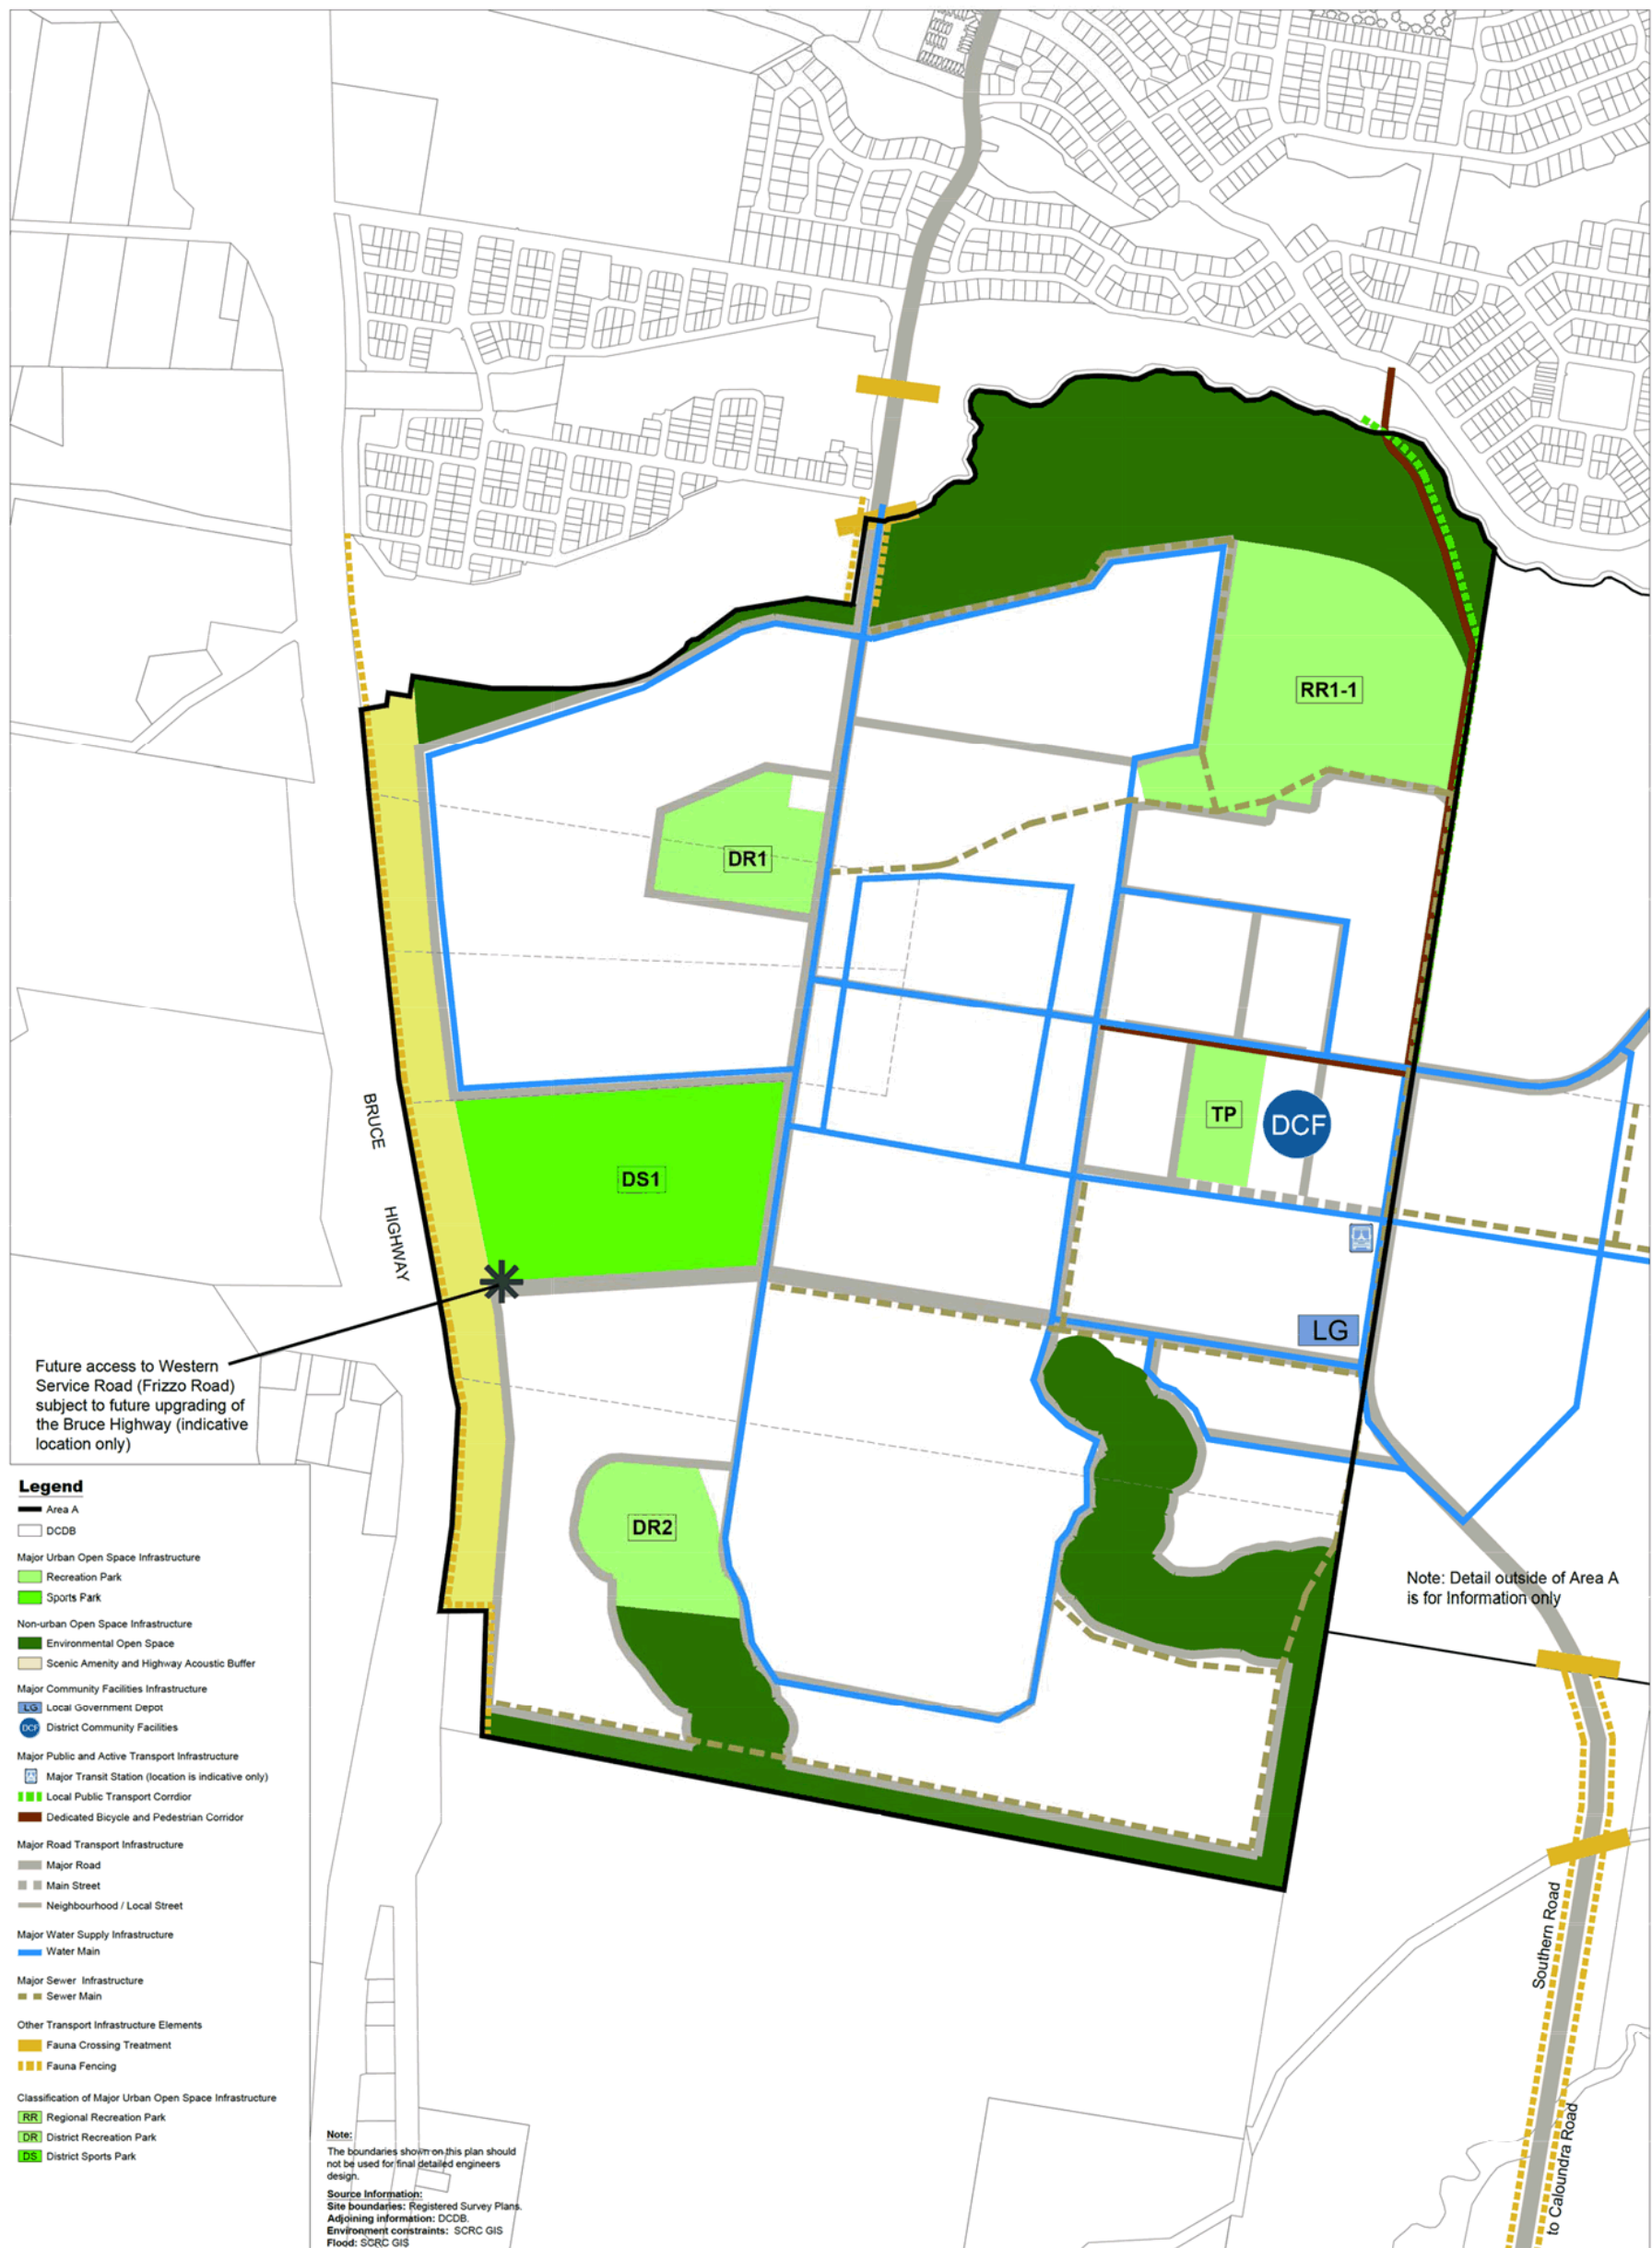 RR1-1
DR1
TP
DCF
DS1
BRUCE
HIGHWAY
LG
Future access to Western
Service Road (Frizzo Road)
subject to future upgrading of
the Bruce Highway (indicative
location only)
DR2
Note: Detail outside of Area A
is for Information only
Southern Road
to Caloundra Road
Legend
Area A
DCDB
Major Urban Open Space Infrastructure
Recreation Park
Sports Park
Non-urban Open Space Infrastructure
Environmental Open Space
Scenic Amenity and Highway Acoustic Buffer
Major Community Facilities Infrastructure
LG Local Government Depot
DCF District Community Facilities
Major Public and Active Transport Infrastructure
Major Transit Station (location is indicative only)
Local Public Transport Corrdior
Dedicated Bicycle and Pedestrian Corridor
Major Road Transport Infrastructure
Major Road
Main Street
Neighbourhood / Local Street
Major Water Supply Infrastructure
Water Main
Major Sewer Infrastructure
Sewer Main
Other Transport Infrastructure Elements
Fauna Crossing Treatment
Fauna Fencing
Classification of Major Urban Open Space Infrastructure
RR Regional Recreation Park
DR District Recreation Park
DS District Sports Park
Note:
The boundaries shown on this plan should
not be used for final detailed engineers
design.
Source Information:
Site boundaries: Registered Survey Plans.
Adjoining information: DCDB.
Environment constraints: SCRC GIS
Flood: SCRC GIS